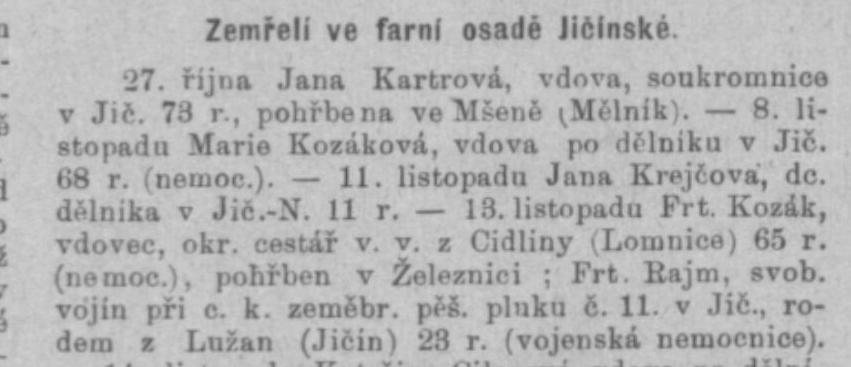 Zemřelí ve farní osadě Jičínské.
27. října Jana Kartrová, vdova, soukromnice
v Jič. 73 r., pohřbena ve Mšeně (Mělník). — 8. li-
stopadu Marie Kozáková, vdova po dělníku v Jič.
68 r. (nemoc.). — 11. listopadu Jana Krejčova, dc.
dělníka v Jič.-N. 11 r. — 13. listopadu Frt. Kozák,
vdovec, okr. cestář v. v. z Cidliny (Lomnice) 65 r.
(nemoc.), pohřben v Železnici ; Frt. Rajm, svob.
vojín při c. k. zeměbr. pěš. pluku č. 11. v Jič., ro-
dem z Lužan (Jičín) 23 r. (vojenská nemocnice).